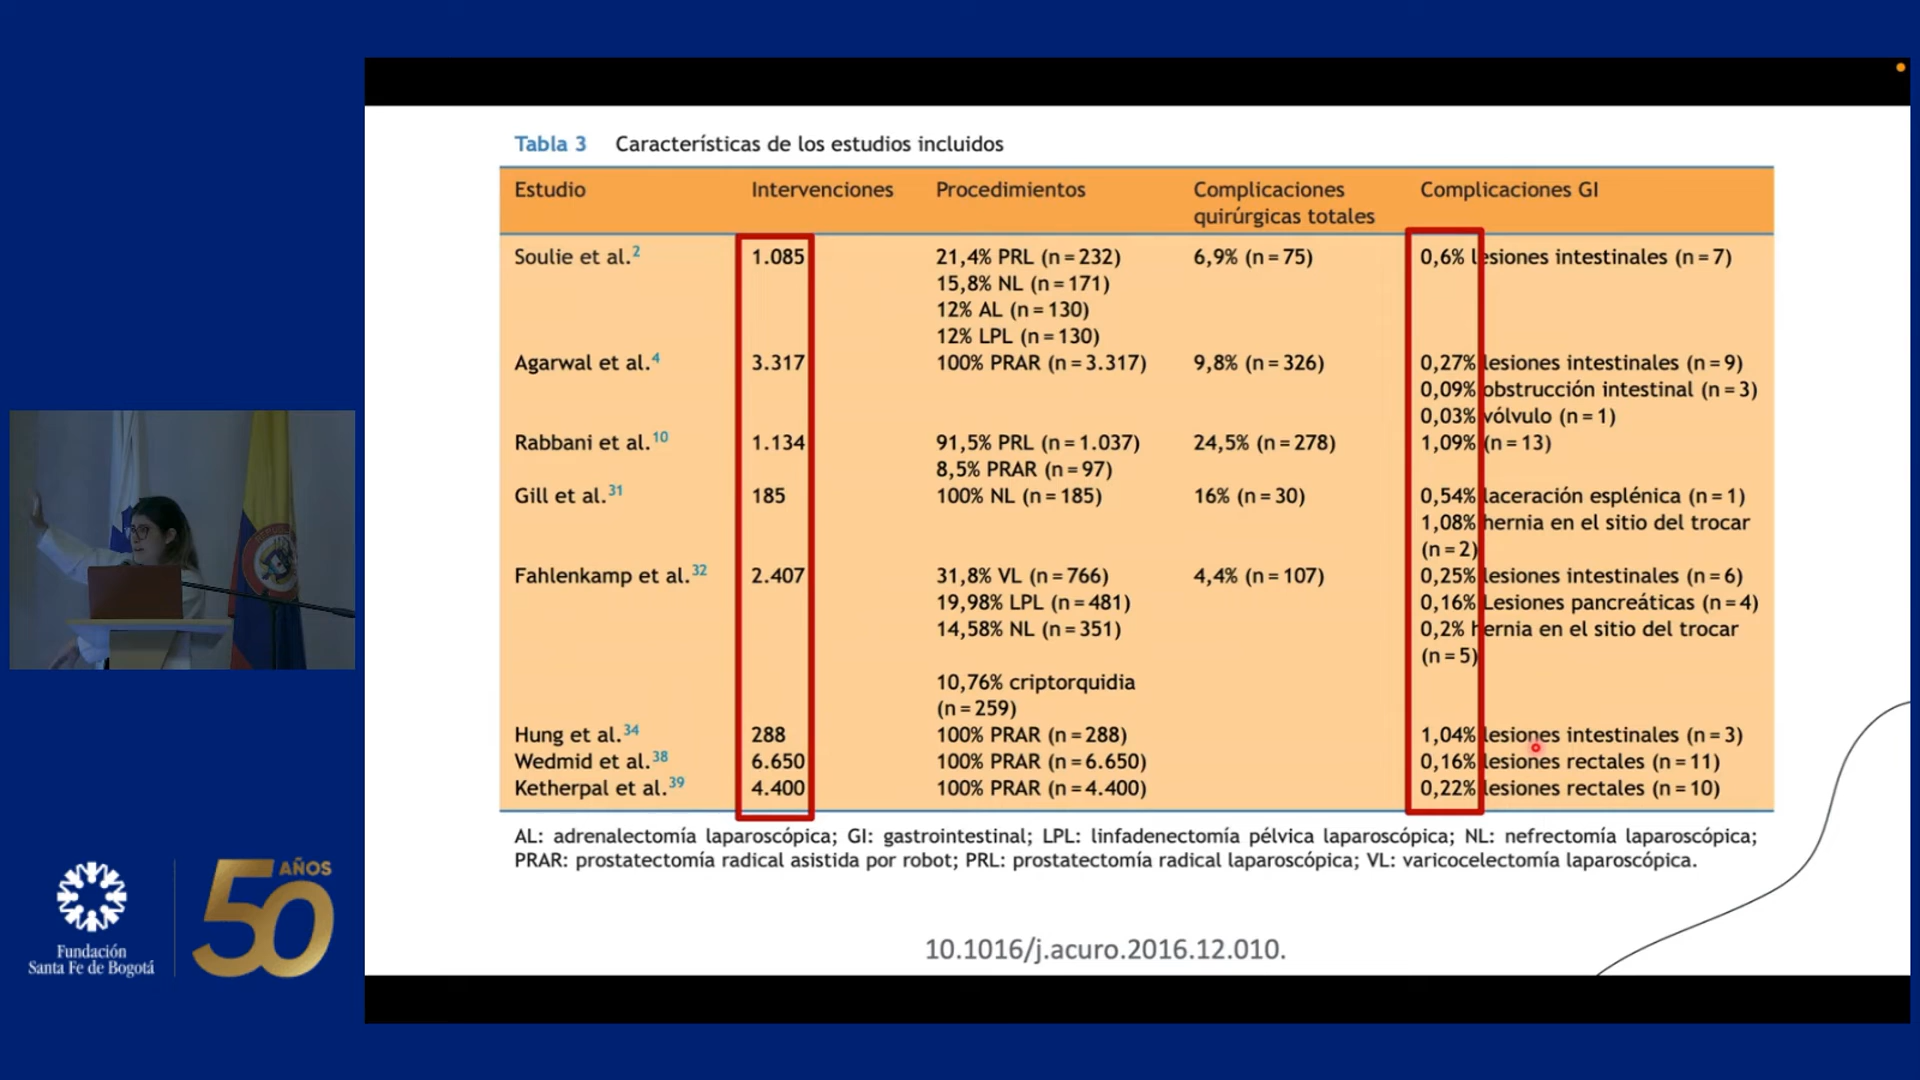 Tabla 3 Características de los estudios incluidos
Estudio Intervenciones Procedimientos Complicaciones quirúrgicas totales Complicaciones GI
Soulie et al.2 1.085 21,4% PRL (n = 232) 6,9% (n = 75) 0,6% lesiones intestinales (n = 7)
15,8% NL (n = 171)
12% AL (n = 130)
12% LPL (n = 130)
Agarwal et al.4 3.317 100% PRAR (n = 3.317) 9,8% (n = 326) 0,27% lesiones intestinales (n = 9)
0,09% obstrucción intestinal (n = 3)
0,03% vólvulo (n = 1)
Rabbani et al.10 1.134 91,5% PRL (n = 1.037) 24,5% (n = 278) 1,09% (n = 13)
8,5% PRAR (n = 97)
Gill et al.31 185 100% NL (n = 185) 16% (n = 30) 0,54% laceración esplénica (n = 1)
1,08% hernia en el sitio del trocar
(n = 2)
Fahlenkamp et al.32 2.407 31,8% VL (n = 766) 4,4% (n = 107) 0,25% lesiones intestinales (n = 6)
19,98% LPL (n = 481) 0,16% Lesiones pancreáticas (n = 4)
14,58% NL (n = 351) 0,2% hernia en el sitio del trocar
(n = 5)
10,76% criptorquidia
(n = 259)
Hung et al.34 288 100% PRAR (n = 288) 1,04% lesiones intestinales (n = 3)
Wedmid et al.38 6.650 100% PRAR (n = 6.650) 0,16% lesiones rectales (n = 11)
Ketherpal et al.39 4.400 100% PRAR (n = 4.400) 0,22% lesiones rectales (n = 10)
AL: adrenalectomía laparoscópica; GI: gastrointestinal; LPL: linfadenectomía pélvica laparoscópica; NL: nefrectomía laparoscópica;
PRAR: prostatectomía radical asistida por robot; PRL: prostatectomía radical laparoscópica; VL: varicocelectomía laparoscópica.
10.1016/j.acuro.2016.12.010.
Fundación
Santa Fe de Bogotá
50 AÑOS